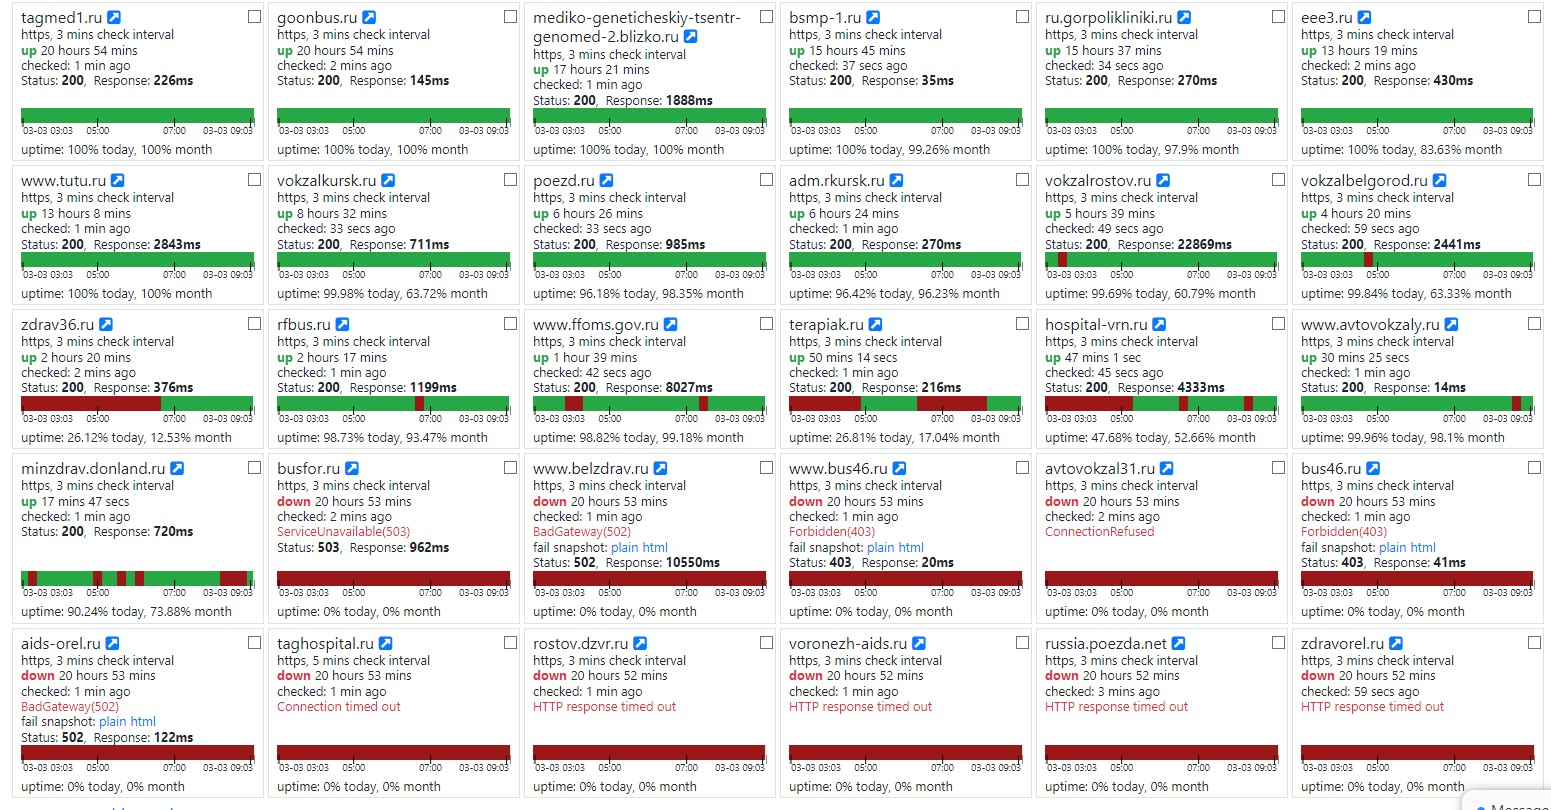 tagmed1.ru
https, 3 mins check interval
up 20 hours 54 mins
checked: 1 min ago
Status: 200, Response: 226ms
03-03 03:03 05:00 07:00 03-03 09:03
uptime: 100% today, 100% month
goonbus.ru
https, 3 mins check interval
up 20 hours 54 mins
checked: 2 mins ago
Status: 200, Response: 145ms
03-03 03:03 05:00 07:00 03-03 09:03
uptime: 100% today, 100% month
mediko-geneticheskiy-tsentr-
genomed-2.blizko.ru
https, 3 mins check interval
up 17 hours 21 mins
checked: 1 min ago
Status: 200, Response: 1888ms
03-03 03:03 05:00 07:00 03-03 09:03
uptime: 100% today, 100% month
bsmp-1.ru
https, 3 mins check interval
up 15 hours 45 mins
checked: 37 secs ago
Status: 200, Response: 35ms
03-03 03:03 05:00 07:00 03-03 09:03
uptime: 100% today, 99.26% month
ru.gorpolikliniki.ru
https, 3 mins check interval
up 15 hours 37 mins
checked: 34 secs ago
Status: 200, Response: 270ms
03-03 03:03 05:00 07:00 03-03 09:03
uptime: 100% today, 97.9% month
eee3.ru
https, 3 mins check interval
up 13 hours 19 mins
checked: 2 mins ago
Status: 200, Response: 430ms
03-03 03:03 05:00 07:00 03-03 09:03
uptime: 100% today, 83.63% month
www.tutu.ru
https, 3 mins check interval
up 13 hours 8 mins
checked: 1 min ago
Status: 200, Response: 2843ms
03-03 03:03 05:00 07:00 03-03 09:03
uptime: 100% today, 100% month
vokzalkursk.ru
https, 3 mins check interval
up 8 hours 32 mins
checked: 33 secs ago
Status: 200, Response: 711ms
03-03 03:03 05:00 07:00 03-03 09:03
uptime: 99.98% today, 63.72% month
poezd.ru
https, 3 mins check interval
up 6 hours 26 mins
checked: 33 secs ago
Status: 200, Response: 985ms
03-03 03:03 05:00 07:00 03-03 09:03
uptime: 96.18% today, 98.35% month
adm.rkursk.ru
https, 3 mins check interval
up 6 hours 24 mins
checked: 1 min ago
Status: 200, Response: 270ms
03-03 03:03 05:00 07:00 03-03 09:03
uptime: 96.42% today, 96.23% month
vokzalrostov.ru
https, 3 mins check interval
up 5 hours 39 mins
checked: 49 secs ago
Status: 200, Response: 22869ms
03-03 03:03 05:00 07:00 03-03 09:03
uptime: 99.69% today, 60.79% month
vokzalbelgorod.ru
https, 3 mins check interval
up 4 hours 20 mins
checked: 59 secs ago
Status: 200, Response: 2441ms
03-03 03:03 05:00 07:00 03-03 09:03
uptime: 99.84% today, 63.33% month
zdrav36.ru
https, 3 mins check interval
up 2 hours 20 mins
checked: 2 mins ago
Status: 200, Response: 376ms
03-03 03:03 05:00 07:00 03-03 09:03
uptime: 26.12% today, 12.53% month
rfbus.ru
https, 3 mins check interval
up 2 hours 17 mins
checked: 1 min ago
Status: 200, Response: 1199ms
03-03 03:03 05:00 07:00 03-03 09:03
uptime: 98.73% today, 93.47% month
www.ffoms.gov.ru
https, 3 mins check interval
up 1 hour 39 mins
checked: 42 secs ago
Status: 200, Response: 8027ms
03-03 03:03 05:00 07:00 03-03 09:03
uptime: 98.82% today, 99.18% month
terapiak.ru
https, 3 mins check interval
up 50 mins 14 secs
checked: 1 min ago
Status: 200, Response: 216ms
03-03 03:03 05:00 07:00 03-03 09:03
uptime: 26.81% today, 17.04% month
hospital-vrn.ru
https, 3 mins check interval
up 47 mins 1 sec
checked: 45 secs ago
Status: 200, Response: 4333ms
03-03 03:03 05:00 07:00 03-03 09:03
uptime: 47.68% today, 52.66% month
www.avtovokzaly.ru
https, 3 mins check interval
up 30 mins 25 secs
checked: 1 min ago
Status: 200, Response: 14ms
03-03 03:03 05:00 07:00 03-03 09:03
uptime: 99.96% today, 98.1% month
minzdrav.donland.ru
https, 3 mins check interval
up 17 mins 47 secs
checked: 1 min ago
Status: 200, Response: 720ms
03-03 03:03 05:00 07:00 03-03 09:03
uptime: 90.24% today, 73.88% month
busfor.ru
https, 3 mins check interval
down 20 hours 53 mins
checked: 2 mins ago
ServiceUnavailable(503)
Status: 503, Response: 962ms
03-03 03:03 05:00 07:00 03-03 09:03
uptime: 0% today, 0% month
www.belzdrav.ru
https, 3 mins check interval
down 20 hours 53 mins
checked: 1 min ago
BadGateway(502)
fail snapshot: plain html
Status: 502, Response: 10550ms
03-03 03:03 05:00 07:00 03-03 09:03
uptime: 0% today, 0% month
www.bus46.ru
https, 3 mins check interval
down 20 hours 53 mins
checked: 1 min ago
Forbidden(403)
fail snapshot: plain html
Status: 403, Response: 20ms
03-03 03:03 05:00 07:00 03-03 09:03
uptime: 0% today, 0% month
avtovokzal31.ru
https, 3 mins check interval
down 20 hours 53 mins
checked: 2 mins ago
ConnectionRefused
03-03 03:03 05:00 07:00 03-03 09:03
uptime: 0% today, 0% month
bus46.ru
https, 3 mins check interval
down 20 hours 53 mins
checked: 1 min ago
Forbidden(403)
fail snapshot: plain html
Status: 403, Response: 41ms
03-03 03:03 05:00 07:00 03-03 09:03
uptime: 0% today, 0% month
aids-orel.ru
https, 3 mins check interval
down 20 hours 53 mins
checked: 1 min ago
BadGateway(502)
fail snapshot: plain html
Status: 502, Response: 122ms
03-03 03:03 05:00 07:00 03-03 09:03
uptime: 0% today, 0% month
taghospital.ru
https, 5 mins check interval
down 20 hours 53 mins
checked: 1 min ago
Connection timed out
03-03 03:03 05:00 07:00 03-03 09:03
uptime: 0% today, 0% month
rostov.dzvr.ru
https, 3 mins check interval
down 20 hours 52 mins
checked: 1 min ago
HTTP response timed out
03-03 03:03 05:00 07:00 03-03 09:03
uptime: 0% today, 0% month
voronezh-aids.ru
https, 3 mins check interval
down 20 hours 52 mins
checked: 1 min ago
HTTP response timed out
03-03 03:03 05:00 07:00 03-03 09:03
uptime: 0% today, 0% month
russia.poezda.net
https, 3 mins check interval
down 20 hours 52 mins
checked: 3 mins ago
HTTP response timed out
03-03 03:03 05:00 07:00 03-03 09:03
uptime: 0% today, 0% month
zdravorel.ru
https, 3 mins check interval
down 20 hours 52 mins
checked: 59 secs ago
HTTP response timed out
03-03 03:03 05:00 07:00 03-03 09:03
uptime: 0% today, 0% month